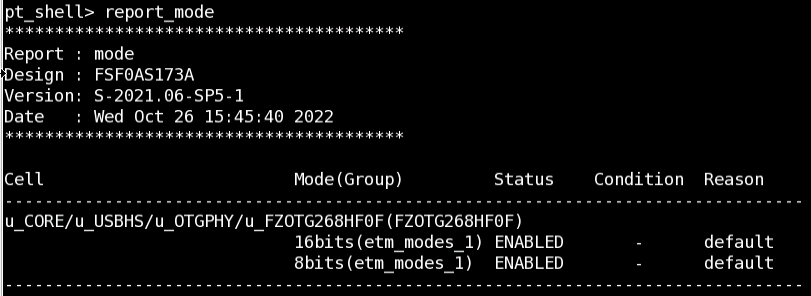 pt_shell> report_mode
****************************************
Report : mode
Design : FSF0AS173A
Version: S-2021.06-SP5-1
Date   : Wed Oct 26 15:45:40 2022
****************************************
Cell                         Mode(Group)         Status    Condition  Reason
--------------------------------------------------------------------------------
u_CORE/u_USBHS/u_OTGPHY/u_FZOTG268HF0F(FZOTG268HF0F)
                             16bits(etm_modes_1) ENABLED       -      default
                             8bits(etm_modes_1)  ENABLED       -      default
--------------------------------------------------------------------------------